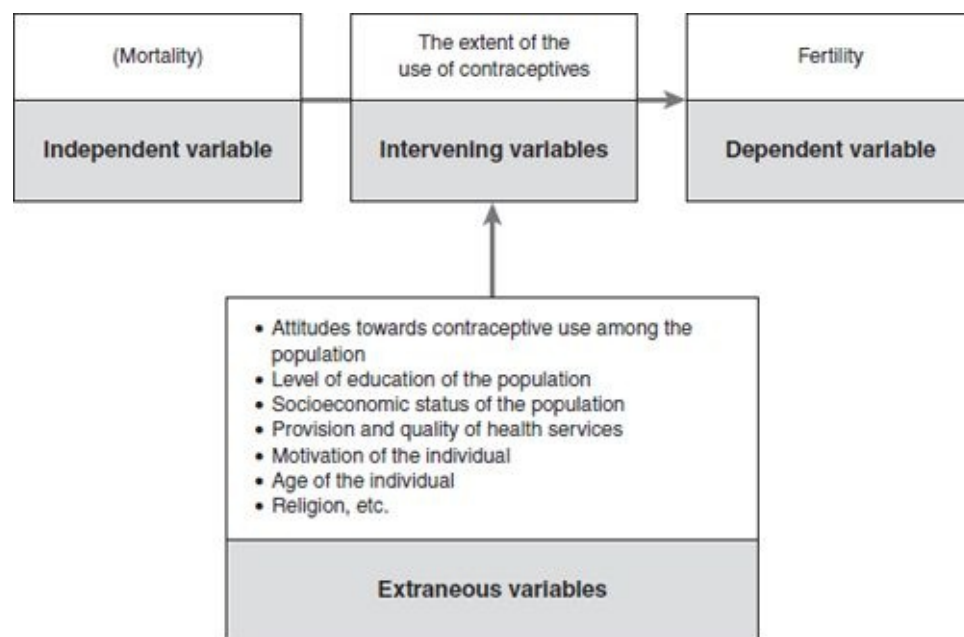 (Mortality)
The extent of the
use of contraceptives
Fertility
Independent variable
Intervening variables
Dependent variable
• Attitudes towards contraceptive use among the
population
• Level of education of the population
• Socioeconomic status of the population
• Provision and quality of health services
• Motivation of the individual
• Age of the individual
• Religion, etc.
Extraneous variables